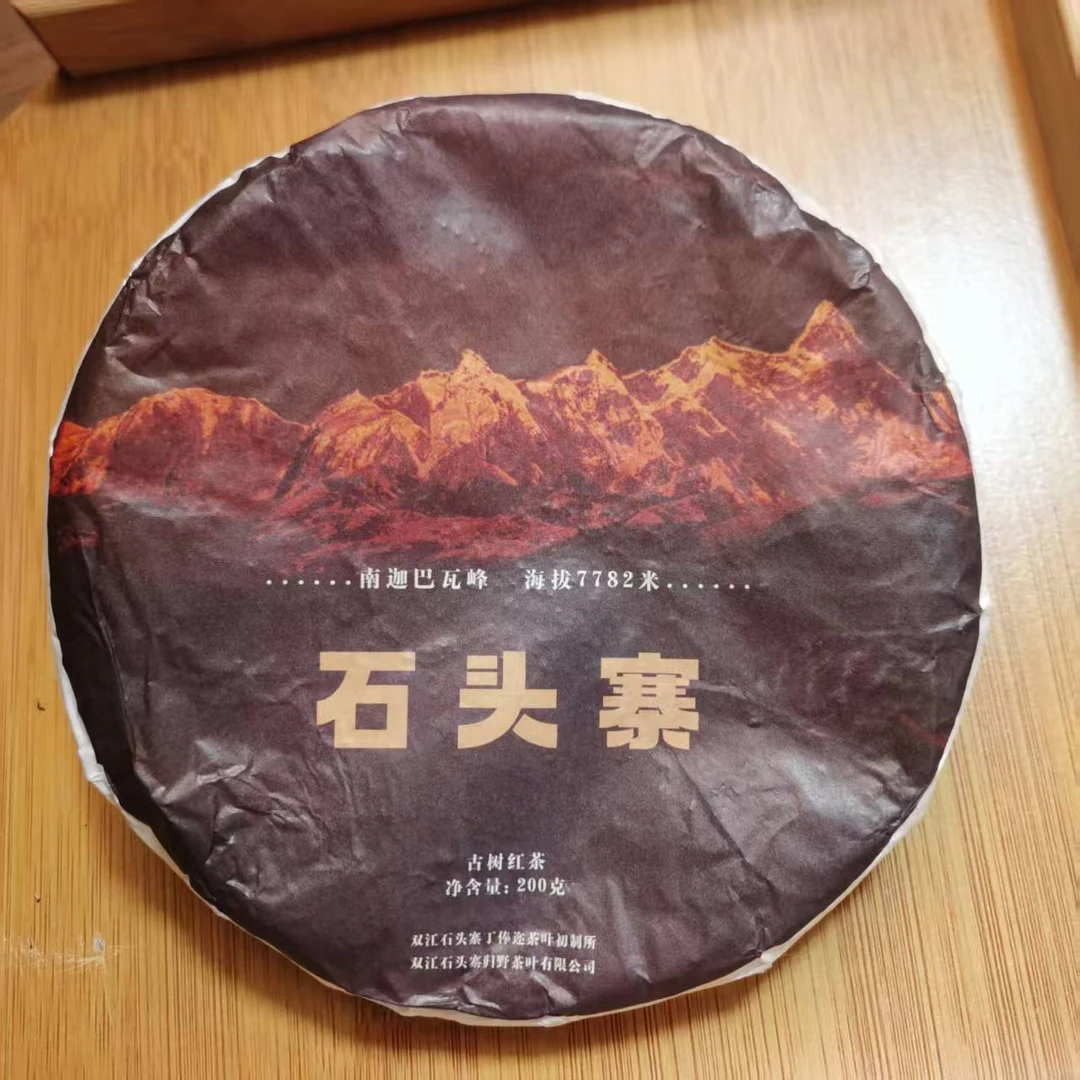 ......南迦巴瓦峰 海拔7782米......
石头寨
古树红茶
净含量：200克
双江石头寨丁俸迩茶叶初制所
双江石头寨归野茶叶有限公司